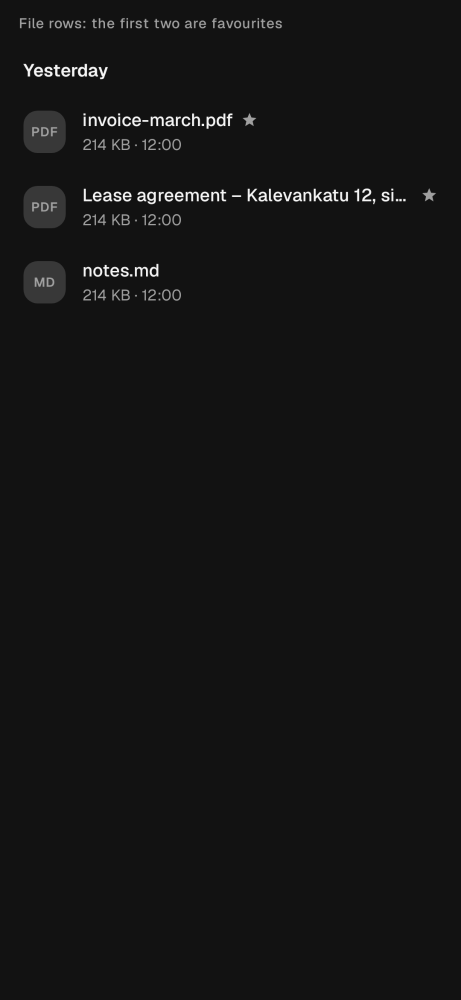 File rows: the first two are favourites
Yesterday
PDF
invoice-march.pdf
214 KB · 12:00
PDF
Lease agreement – Kalevankatu 12, si...
214 KB · 12:00
MD
notes.md
214 KB · 12:00